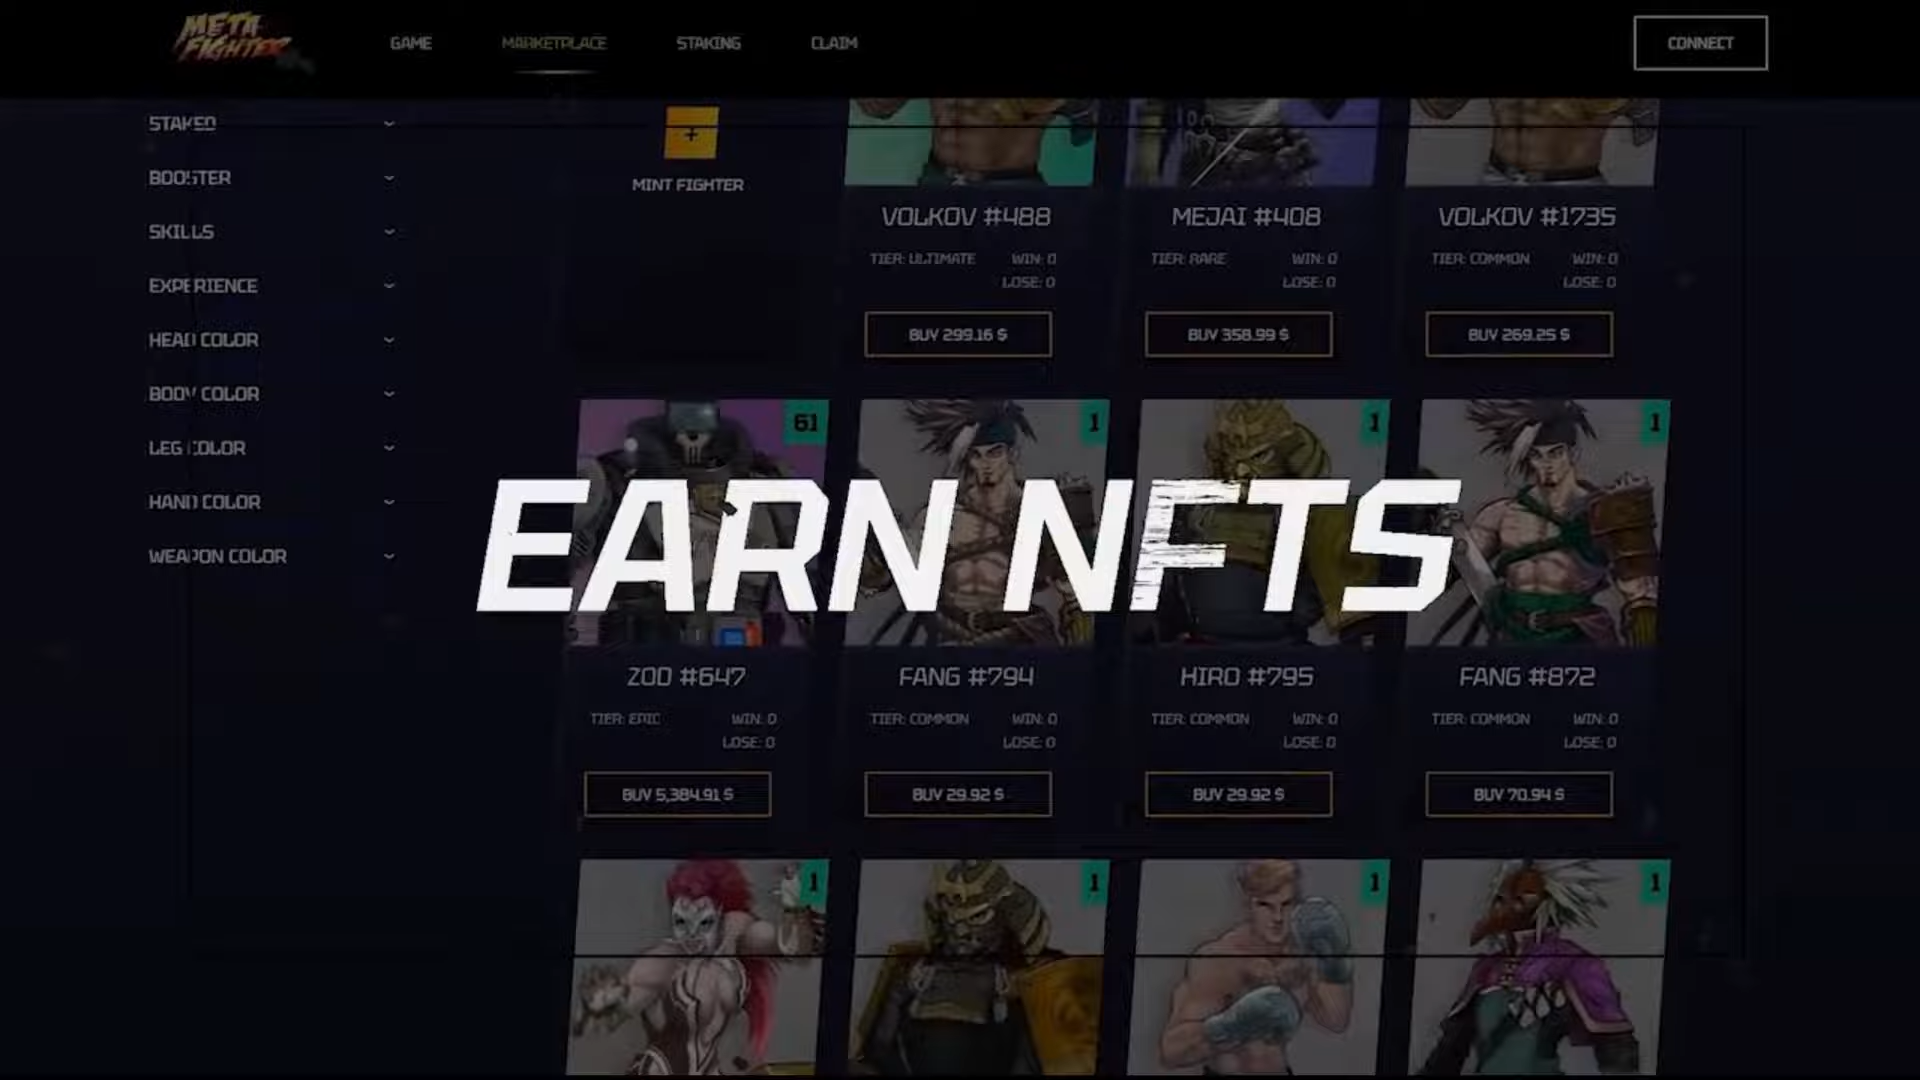 META FIGHTER
GAME
MARKETPLACE
STAKING
CLAIM
CONNECT
STAKED
BOOSTER
SKILLS
EXPERIENCE
HEAD COLOR
BODY COLOR
LEG COLOR
HAND COLOR
WEAPON COLOR
+
MINT FIGHTER
VOLKOV #488
TIER: ULTIMATE WIN: 0
LOSE: 0
BUY 299.16 $
MEJAI #408
TIER: RARE WIN: 0
LOSE: 0
BUY 358.99 $
VOLKOV #1735
TIER: COMMON WIN: 0
LOSE: 0
BUY 269.25 $
EARN NFTS
61
ZOD #647
TIER: EPIC WIN: 0
LOSE: 0
BUY 5,384.91 $
1
FANG #794
TIER: COMMON WIN: 0
LOSE: 0
BUY 29.92 $
1
HIRO #795
TIER: COMMON WIN: 0
LOSE: 0
BUY 29.92 $
1
FANG #872
TIER: COMMON WIN: 0
LOSE: 0
BUY 70.94 $
1
1
1
1